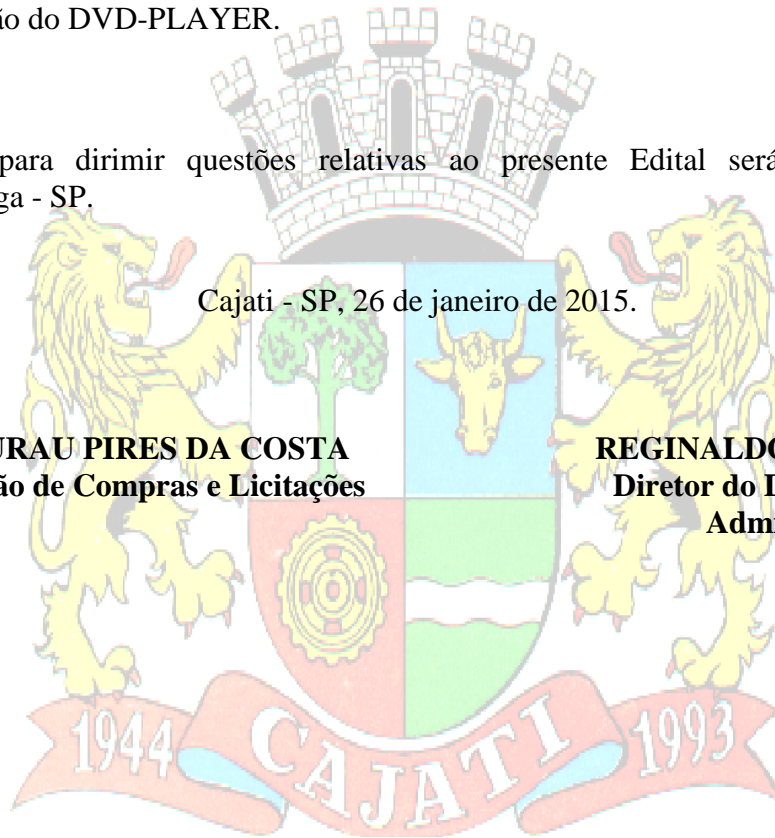 ão do DVD-PLAYER.
para dirimir questões relativas ao presente Edital será
ga - SP.
Cajati - SP, 26 de janeiro de 2015.
URAU PIRES DA COSTA
ão de Compras e Licitações
REGINALDO
Diretor do
Admi
1944 CAJATI 1993